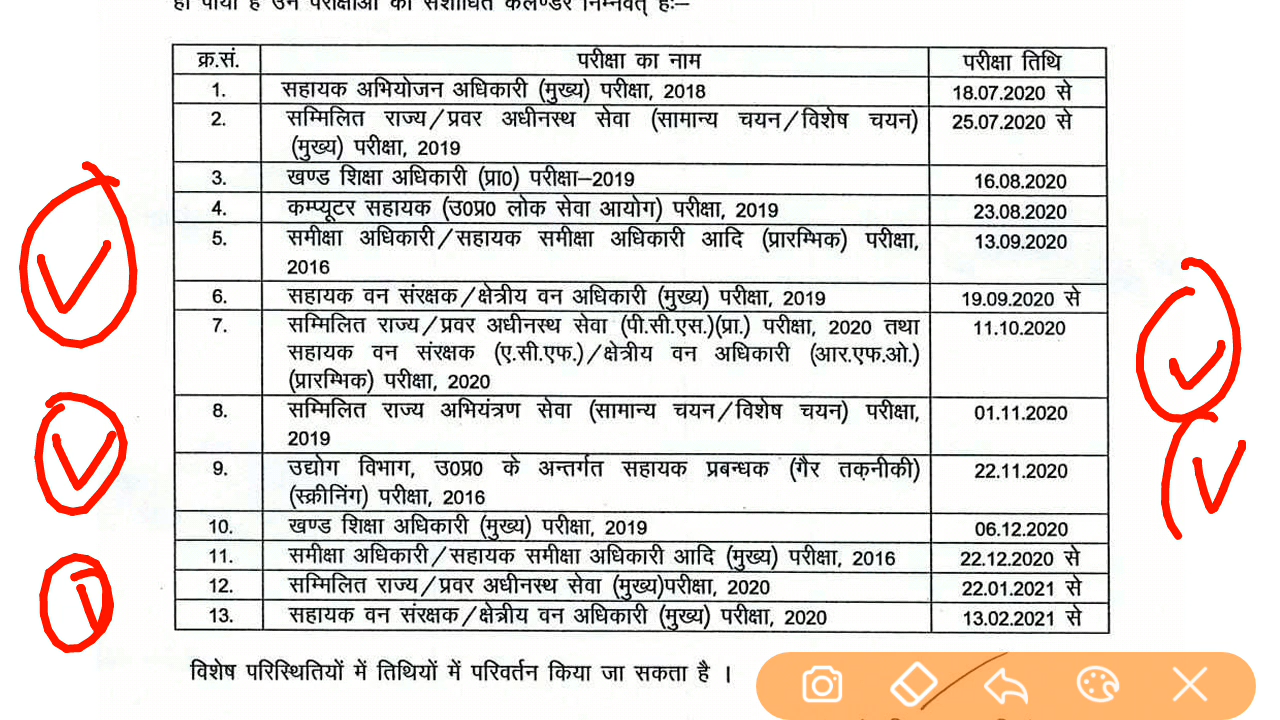 हो पाया है उन परीक्षाओं का संशोधित कलेण्डर निम्नवत् हैः–
क्र.सं. परीक्षा का नाम परीक्षा तिथि
1. सहायक अभियोजन अधिकारी (मुख्य) परीक्षा, 2018 18.07.2020 से
2. सम्मिलित राज्य/प्रवर अधीनस्थ सेवा (सामान्य चयन/विशेष चयन) 25.07.2020 से
(मुख्य) परीक्षा, 2019
3. खण्ड शिक्षा अधिकारी (प्रा0) परीक्षा–2019 16.08.2020
4. कम्प्यूटर सहायक (उ0प्र0 लोक सेवा आयोग) परीक्षा, 2019 23.08.2020
5. समीक्षा अधिकारी/सहायक समीक्षा अधिकारी आदि (प्रारम्भिक) परीक्षा, 13.09.2020
2016
6. सहायक वन संरक्षक/क्षेत्रीय वन अधिकारी (मुख्य) परीक्षा, 2019 19.09.2020 से
7. सम्मिलित राज्य/प्रवर अधीनस्थ सेवा (पी.सी.एस.)(प्रा.) परीक्षा, 2020 तथा 11.10.2020
सहायक वन संरक्षक (ए.सी.एफ.)/क्षेत्रीय वन अधिकारी (आर.एफ.ओ.)
(प्रारम्भिक) परीक्षा, 2020
8. सम्मिलित राज्य अभियंत्रण सेवा (सामान्य चयन/विशेष चयन) परीक्षा, 01.11.2020
2019
9. उद्योग विभाग, उ0प्र0 के अन्तर्गत सहायक प्रबन्धक (गैर तकनीकी) 22.11.2020
(स्क्रीनिंग) परीक्षा, 2016
10. खण्ड शिक्षा अधिकारी (मुख्य) परीक्षा, 2019 06.12.2020
11. समीक्षा अधिकारी/सहायक समीक्षा अधिकारी आदि (मुख्य) परीक्षा, 2016 22.12.2020 से
12. सम्मिलित राज्य/प्रवर अधीनस्थ सेवा (मुख्य)परीक्षा, 2020 22.01.2021 से
13. सहायक वन संरक्षक/क्षेत्रीय वन अधिकारी (मुख्य) परीक्षा, 2020 13.02.2021 से
विशेष परिस्थितियों में तिथियों में परिवर्तन किया जा सकता है ।